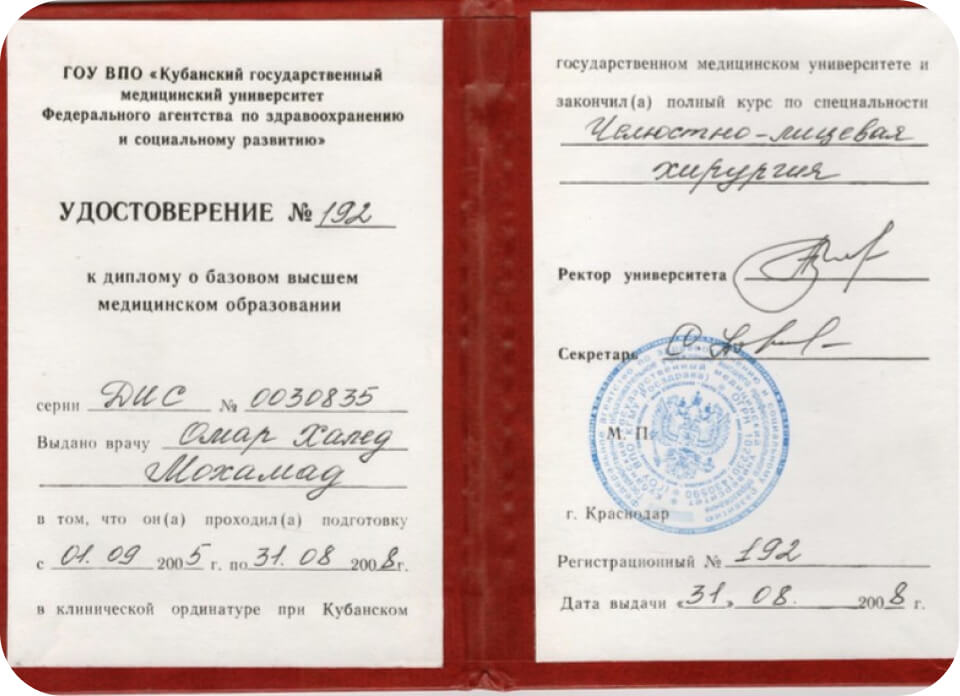 ГОУ ВПО «Кубанский государственный
медицинский университет
Федерального агентства по здравоохранению
и социальному развитию»
УДОСТОВЕРЕНИЕ № 192
к диплому о базовом высшем
медицинском образовании
серии ДИС № 0030835
Выдано врачу Омар Халед
Мохамад
в том, что он(а) проходил(а) подготовку
с 01.09 2005 г. по 31.08 2008г.
в клинической ординатуре при Кубанском
государственном медицинском университете и
закончил(а) полный курс по специальности
Челюстно-лицевая
хирургия
Ректор университета
Секретарь
М. П.
г. Краснодар
Регистрационный № 192
Дата выдачи «31» 08. 2008 г.